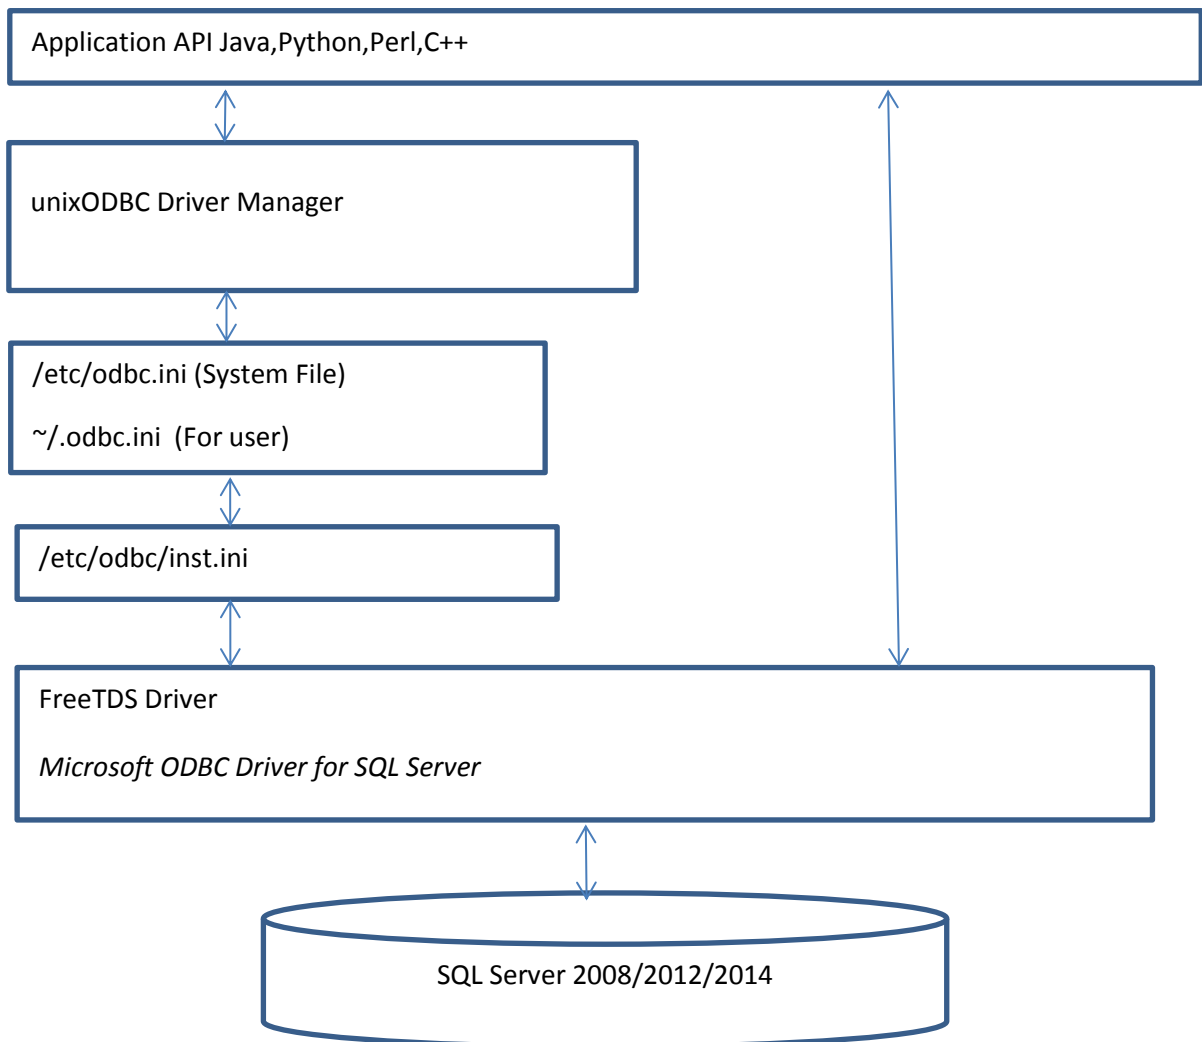 Application API Java,Python,Perl,C++
unixODBC Driver Manager
/etc/odbc.ini (System File)
~/.odbc.ini  (For user)
/etc/odbc/inst.ini
FreeTDS Driver
Microsoft ODBC Driver for SQL Server
SQL Server 2008/2012/2014